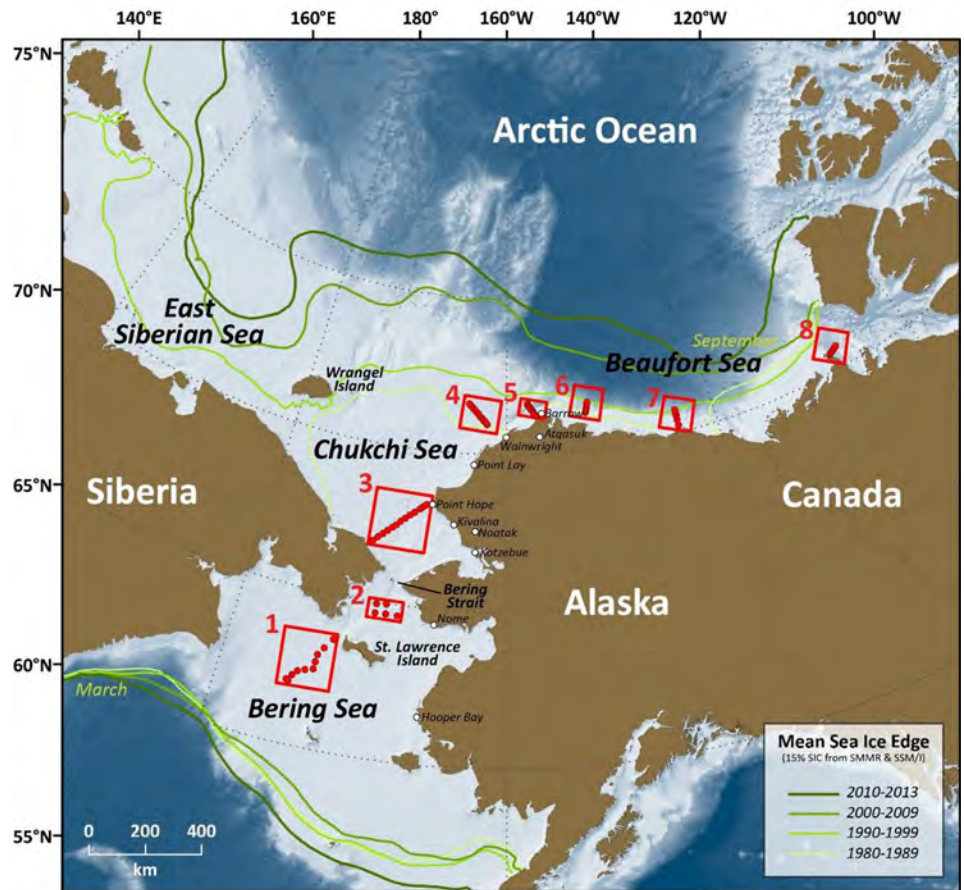 140°E 160°E 180° 160°W 140°W 120°W 100°W
75°N
Arctic Ocean
70°N
East
Siberian Sea
September
Beaufort Sea
8
Wrangel
Island
4
5
6
7
Barrow
Atqasuk
Wainwright
Chukchi Sea
Point Lay
65°N
Siberia
3
Canada
Point Hope
Kivalina
Noatak
Kotzebue
Bering
Strait
2
Alaska
Nome
1
St. Lawrence
Island
60°N
March
Bering Sea
Hooper Bay
55°N
0 200 400
km
Mean Sea Ice Edge
(15% SIC from SMMR & SSM/I)
2010-2013
2000-2009
1990-1999
1980-1989